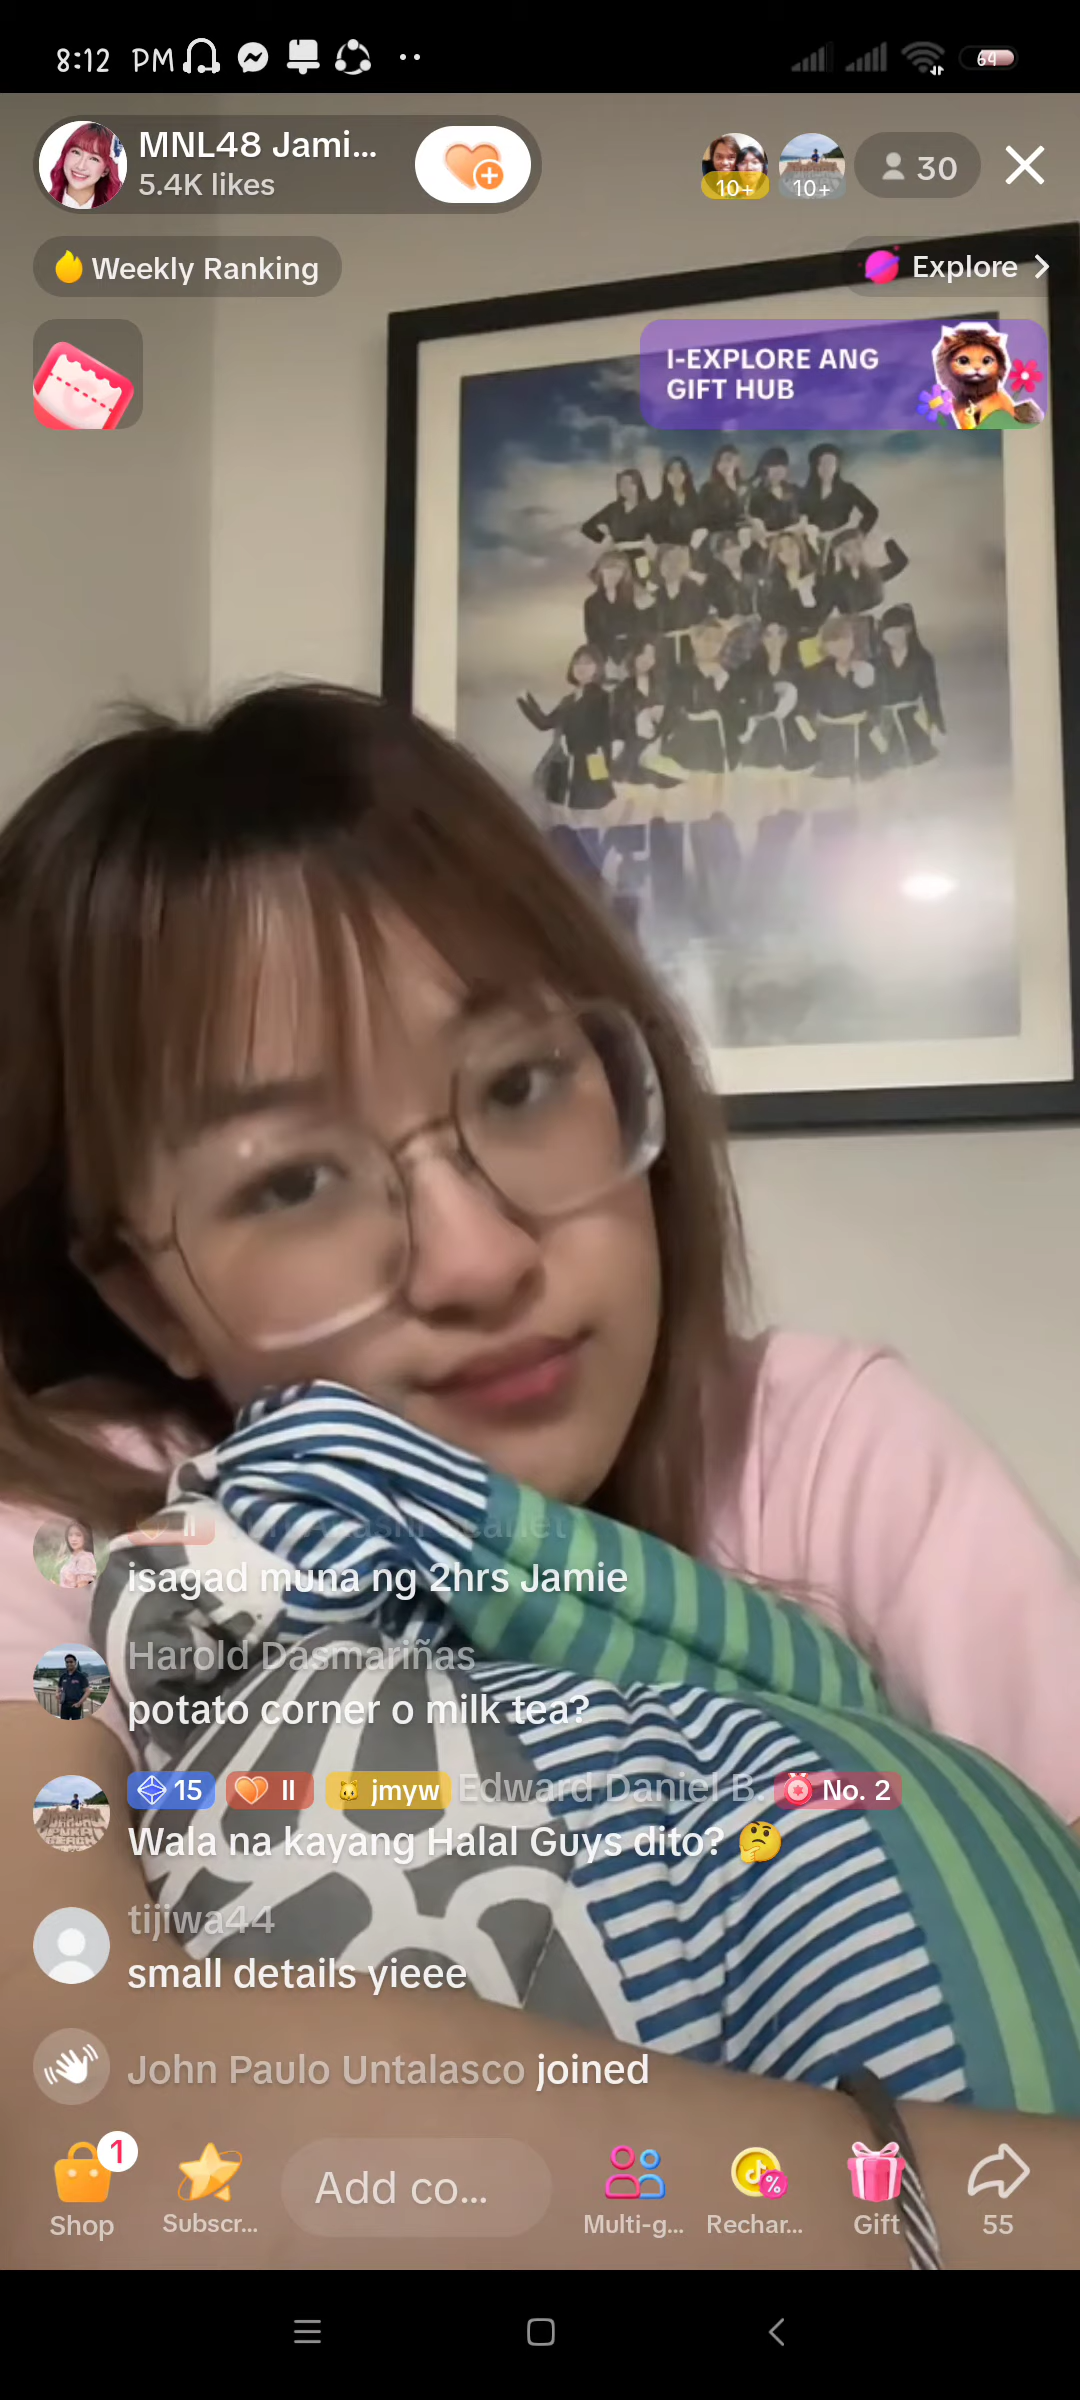 8:12 PM
64
MNL48 Jami...
5.4K likes
10+
10+
30
Weekly Ranking
Explore
I-EXPLORE ANG
GIFT HUB
II
isagad muna ng 2hrs Jamie
Harold Dasmariñas
potato corner o milk tea?
15 II jmyw Edward Daniel B. No. 2
Wala na kayang Halal Guys dito? 🤔
tijiwa44
small details yieee
John Paulo Untalasco joined
1
Shop
Subscr...
Add co...
Multi-g...
Rechar...
Gift
55